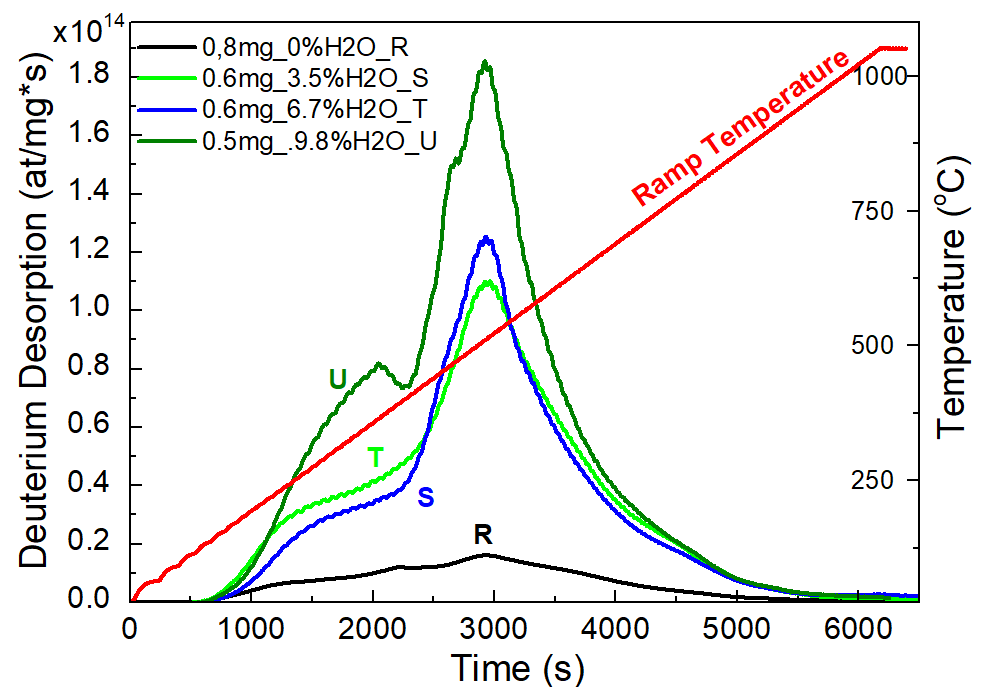 x10^14
0,8mg_0%H2O_R
0.6mg_3.5%H2O_S
0.6mg_6.7%H2O_T
0.5mg_.9.8%H2O_U
Deuterium Desorption (at/mg*s)
1.8
1.6
1.4
1.2
1.0
0.8
0.6
0.4
0.2
0.0
U
T
S
R
Ramp Temperature
1000
750
500
250
Temperature (°C)
0 1000 2000 3000 4000 5000 6000
Time (s)